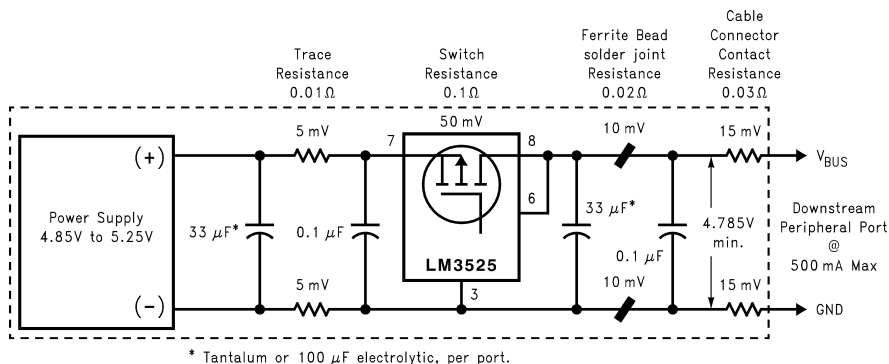 Trace
Resistance
0.01Ω
Switch
Resistance
0.1Ω
Ferrite Bead
solder joint
Resistance
0.02Ω
Cable
Connector
Contact
Resistance
0.03Ω
Power Supply
4.85V to 5.25V
(+)
(−)
33 μF*
5 mV
0.1 μF
5 mV
50 mV
7
8
6
LM3525
3
33 μF*
10 mV
0.1 μF
10 mV
4.785V
min.
15 mV
15 mV
VBUS
Downstream
Peripheral Port
@
500 mA Max
GND
* Tantalum or 100 μF electrolytic, per port.